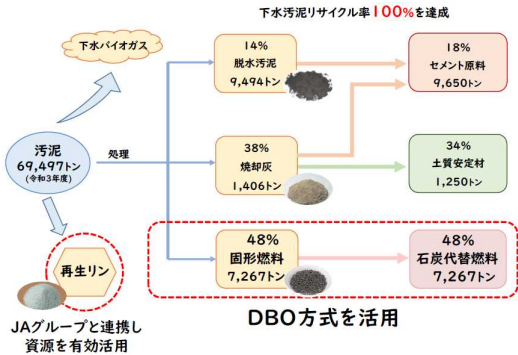 下水汚泥リサイクル率100%を達成
下水バイオガス
14%
脱水汚泥
9,494トン
18%
セメント原料
9,650トン
汚泥
69,497トン
(令和3年度)
処理
38%
焼却灰
1,406トン
34%
土質安定材
1,250トン
48%
固形燃料
7,267トン
48%
石炭代替燃料
7,267トン
再生リン
JAグループと連携し
資源を有効活用
DBO方式を活用